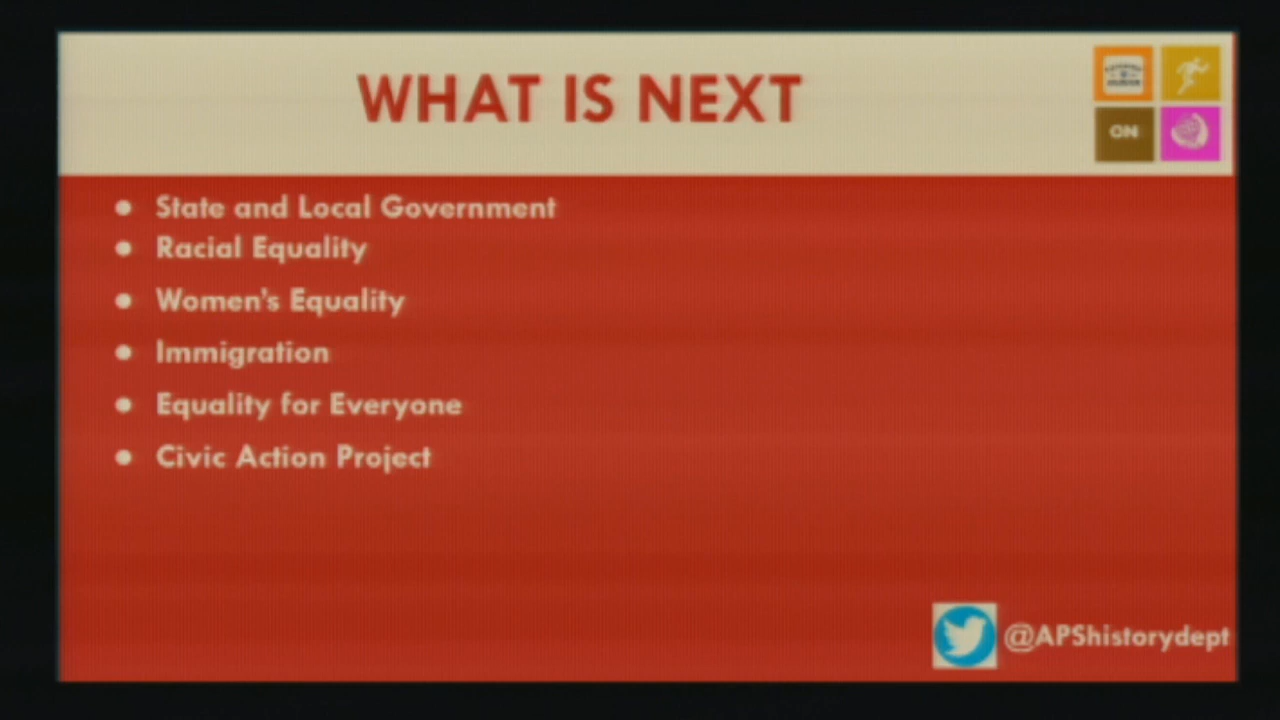 WHAT IS NEXT
ON
● State and Local Government
● Racial Equality
● Women's Equality
● Immigration
● Equality for Everyone
● Civic Action Project
@APShistorydept